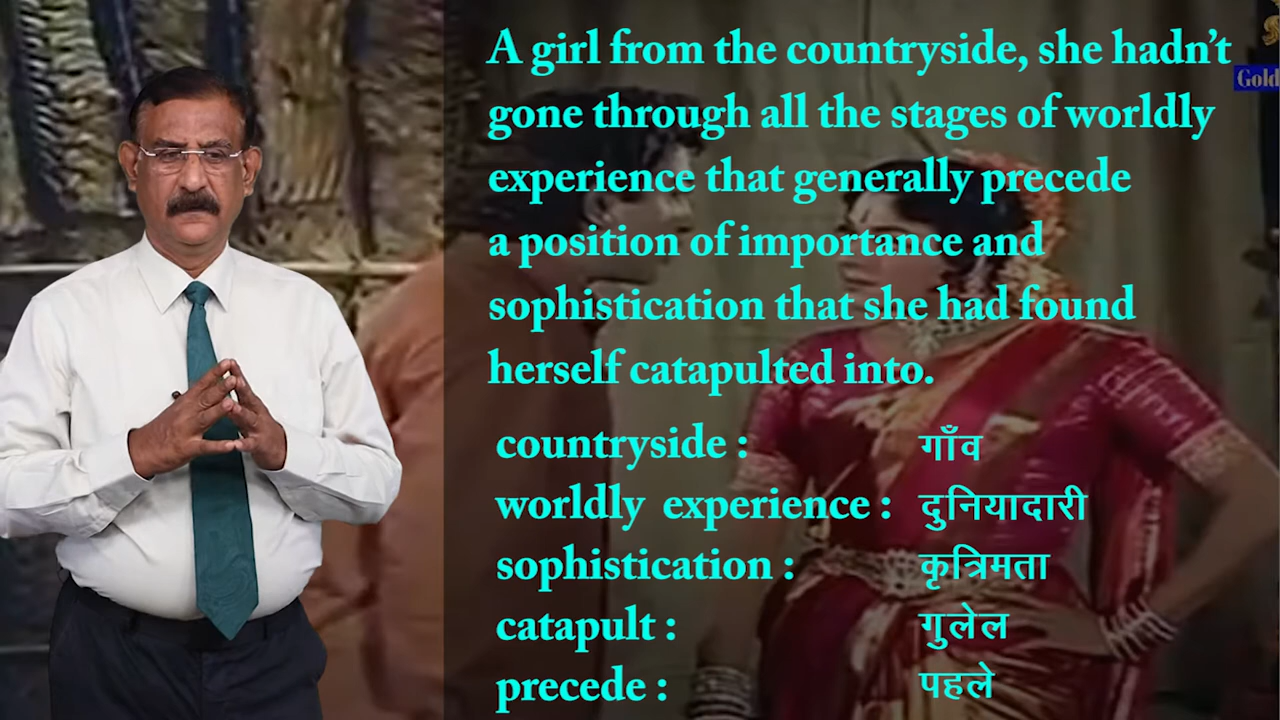 A girl from the countryside, she hadn't
Gold
gone through all the stages of worldly
experience that generally precede
a position of importance and
sophistication that she had found
herself catapulted into.
countryside : गाँव
worldly experience : दुनियादारी
sophistication : कृत्रिमता
catapult : गुलेल
precede : पहले